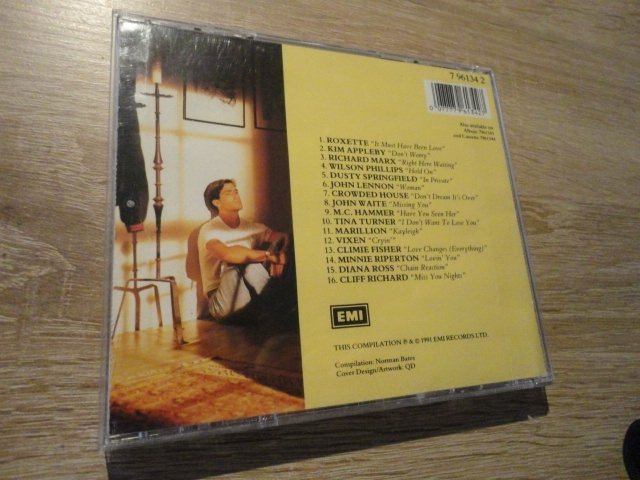 7 96134 2
Also available on
Album 7961341
and Cassette 7961344
1. ROXETTE "It Must Have Been Love"
2. KIM APPLEBY "Don't Worry"
3. RICHARD MARX "Right Here Waiting"
4. WILSON PHILLIPS "Hold On"
5. DUSTY SPRINGFIELD "In Private"
6. JOHN LENNON "Woman"
7. CROWDED HOUSE "Don't Dream It's Over"
8. JOHN WAITE "Missing You"
9. M.C. HAMMER "Have You Seen Her"
10. TINA TURNER "I Don't Want To Lose You"
11. MARILLION "Kayleigh"
12. VIXEN "Cryin'"
13. CLIMIE FISHER "Love Changes (Everything)"
14. MINNIE RIPERTON "Lovin' You"
15. DIANA ROSS "Chain Reaction"
16. CLIFF RICHARD "Miss You Nights"
EMI
THIS COMPILATION ℗ & © 1991 EMI RECORDS LTD.
Compilation: Norman Bates
Cover Design/Artwork: QD